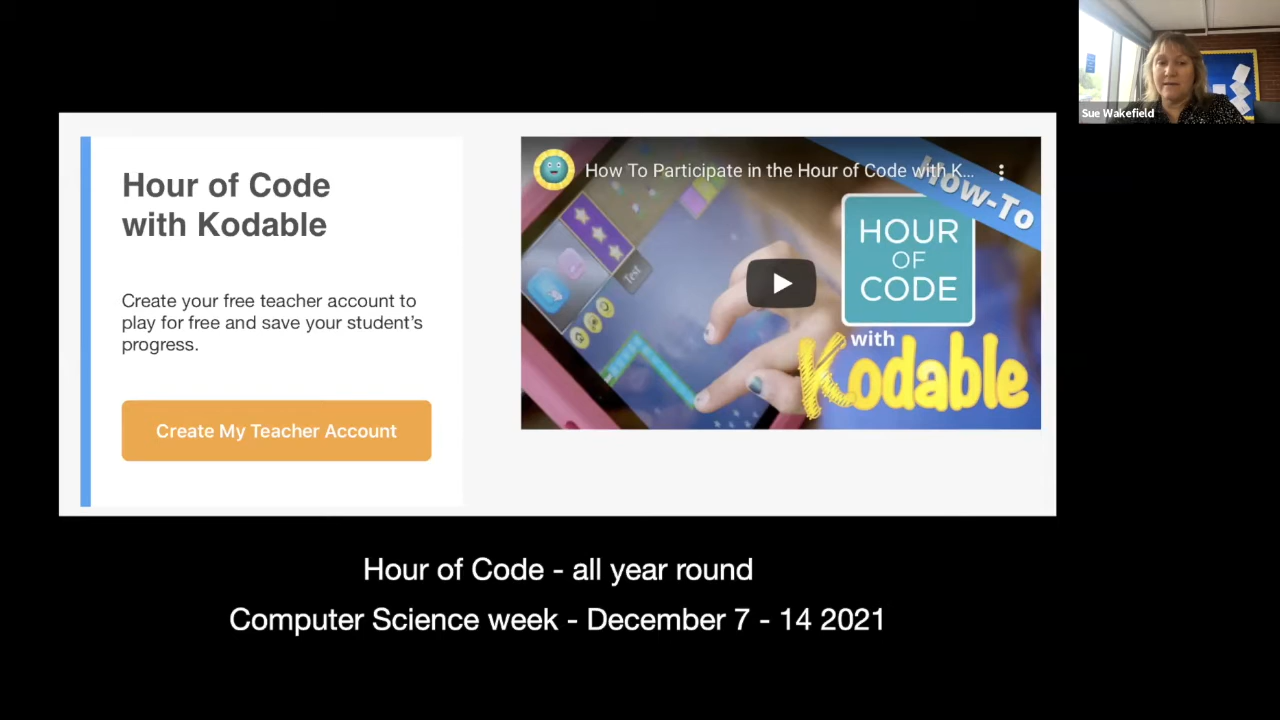 Sue Wakefield
Hour of Code
with Kodable
Create your free teacher account to
play for free and save your student's
progress.
Create My Teacher Account
How To Participate in the Hour of Code with K...
How-To
HOUR
OF
CODE
with
Kodable
Test
Hour of Code - all year round
Computer Science week - December 7 - 14 2021